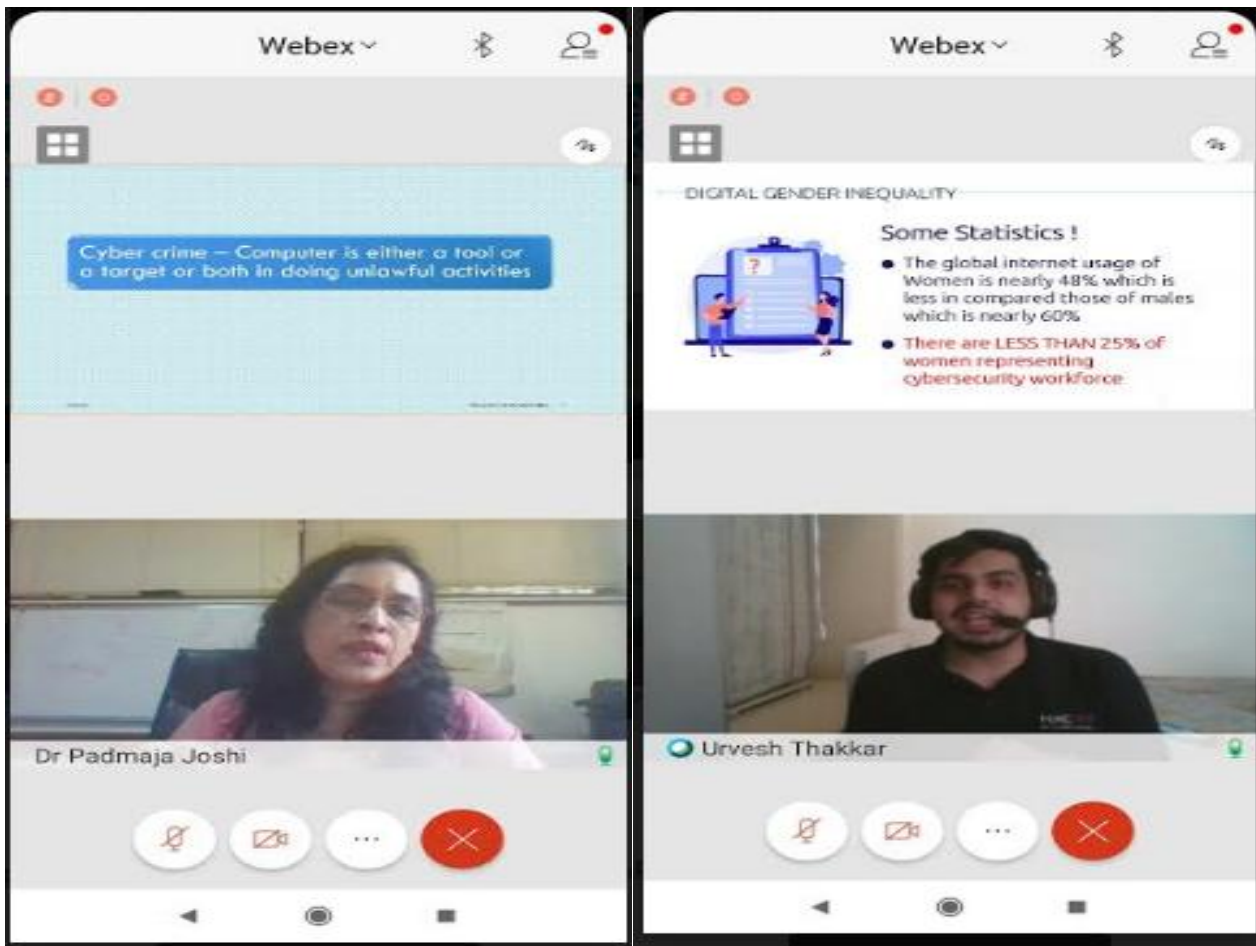 Webex
Cyber crime – Computer is either a tool or
a target or both in doing unlawful activities
Dr Padmaja Joshi
Webex
DIGITAL GENDER INEQUALITY
Some Statistics !
• The global internet usage of
Women is nearly 48% which is
less in compared those of males
which is nearly 60%
• There are LESS THAN 25% of
women representing
cybersecurity workforce
?
Urvesh Thakkar